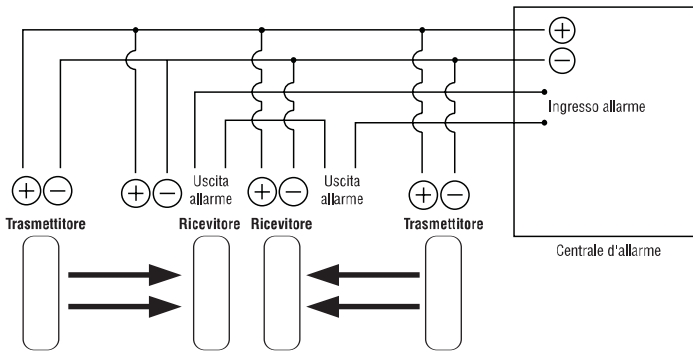 +
−
Ingresso allarme
+ −
+ −
Uscita
allarme
+ −
Uscita
allarme
+ −
Trasmettitore
Ricevitore
Ricevitore
Trasmettitore
Centrale d'allarme